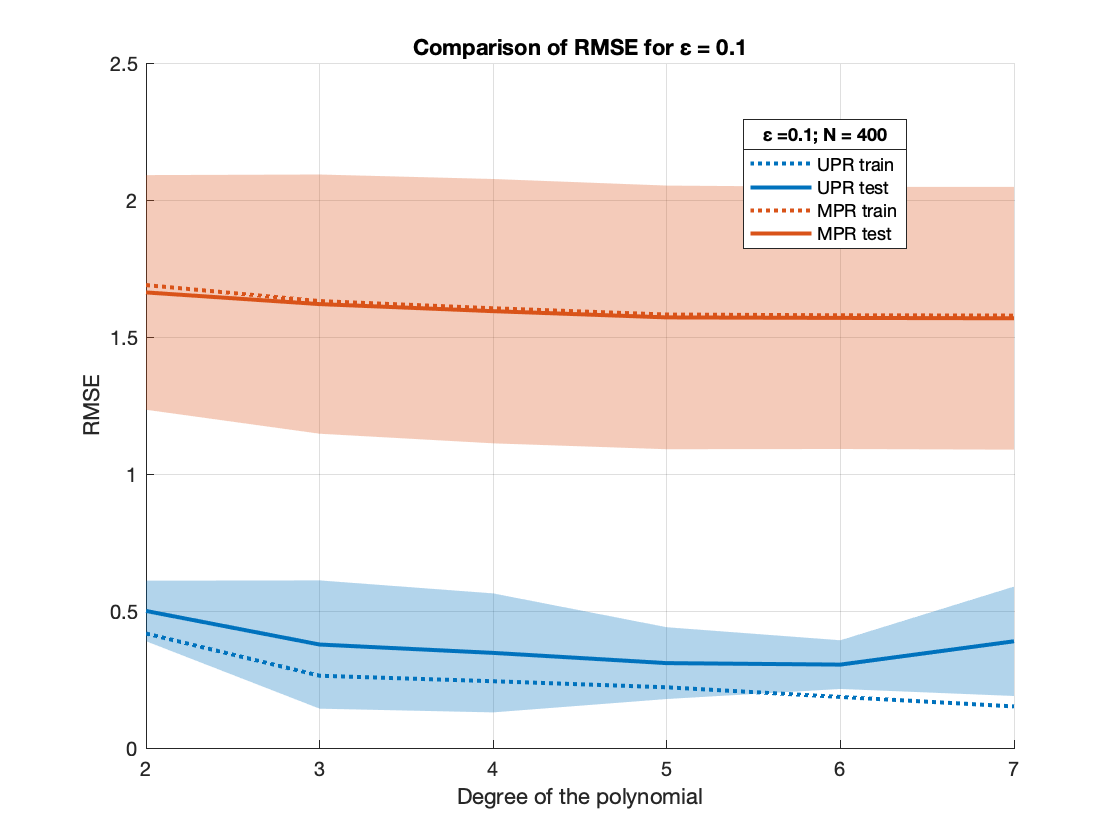 Comparison of RMSE for ε = 0.1
2.5
2
1.5
1
0.5
0
RMSE
ε =0.1; N = 400
UPR train
UPR test
MPR train
MPR test
2 3 4 5 6 7
Degree of the polynomial